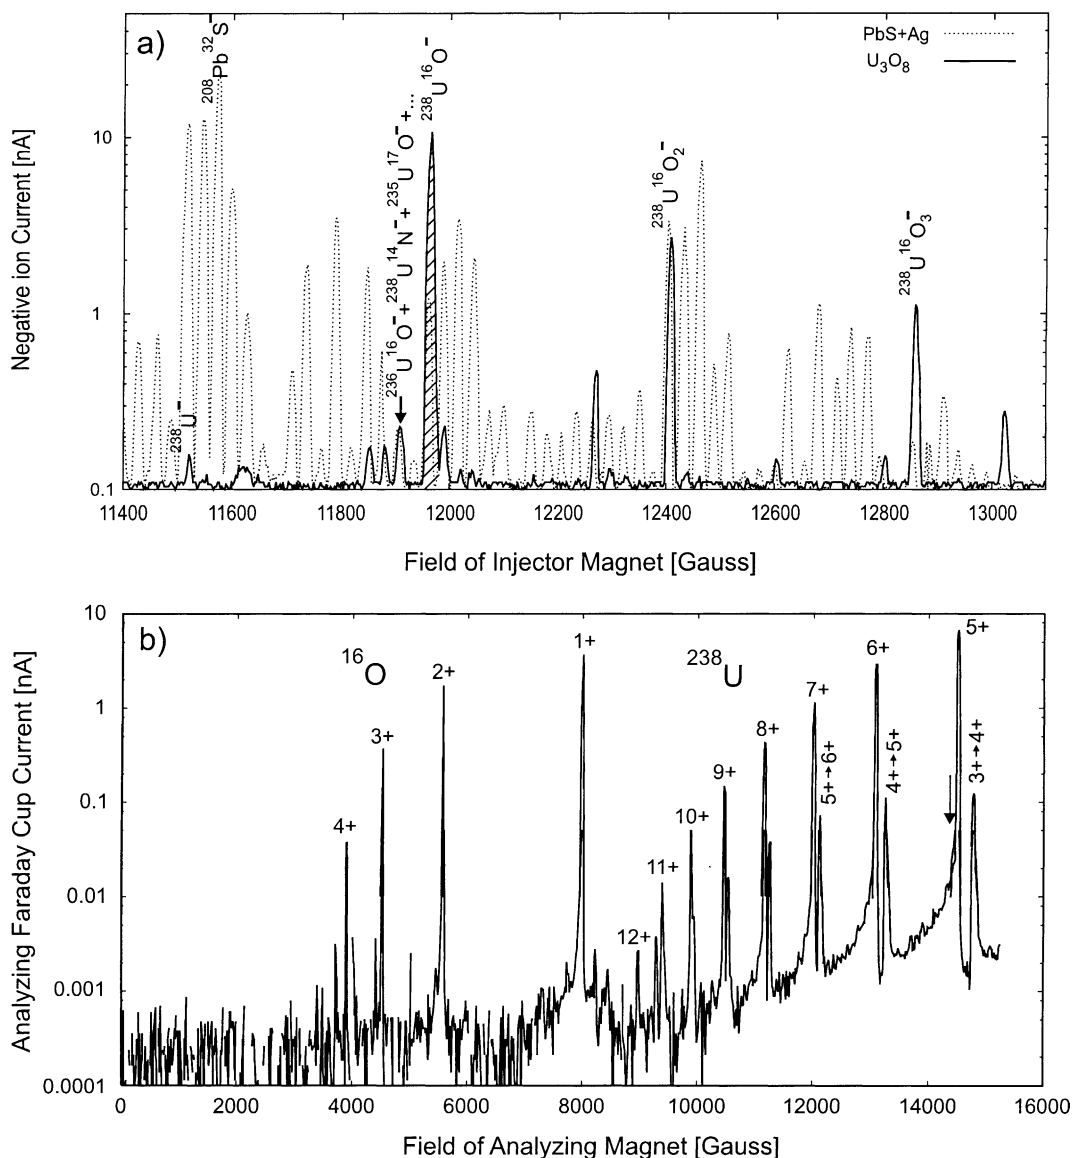 a)
PbS+Ag
U3O8
208Pb32S-
238U-
236U16O-+238U14N-+235U17O-+...
238U16O-
238U16O2-
238U16O3-
Negative ion Current [nA]
10
1
0.1
11400 11600 11800 12000 12200 12400 12600 12800 13000
Field of Injector Magnet [Gauss]
b)
16O
238U
4+ 3+ 2+ 1+
12+ 11+ 10+ 9+ 8+ 7+ 6+ 5+
5+→6+
4+→5+
3+→4+
Analyzing Faraday Cup Current [nA]
10
1
0.1
0.01
0.001
0.0001
0 2000 4000 6000 8000 10000 12000 14000 16000
Field of Analyzing Magnet [Gauss]